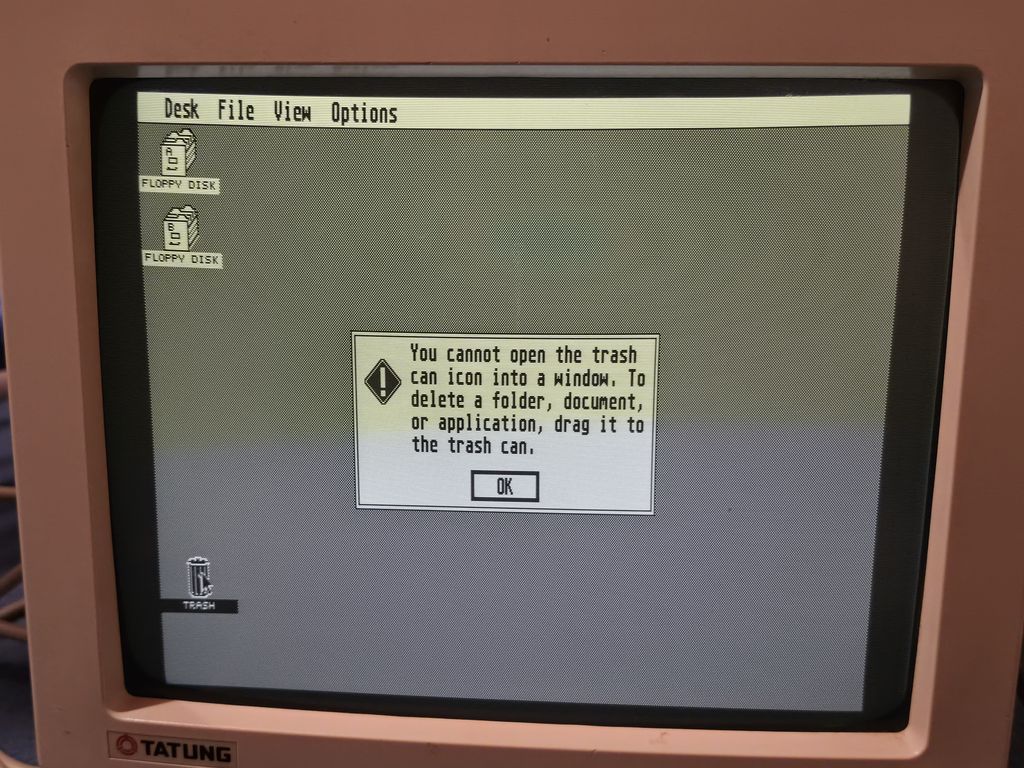 Desk File View Options
A
FLOPPY DISK
B
FLOPPY DISK
You cannot open the trash
can icon into a window. To
delete a folder, document,
or application, drag it to
the trash can.
OK
TRASH
TATUNG